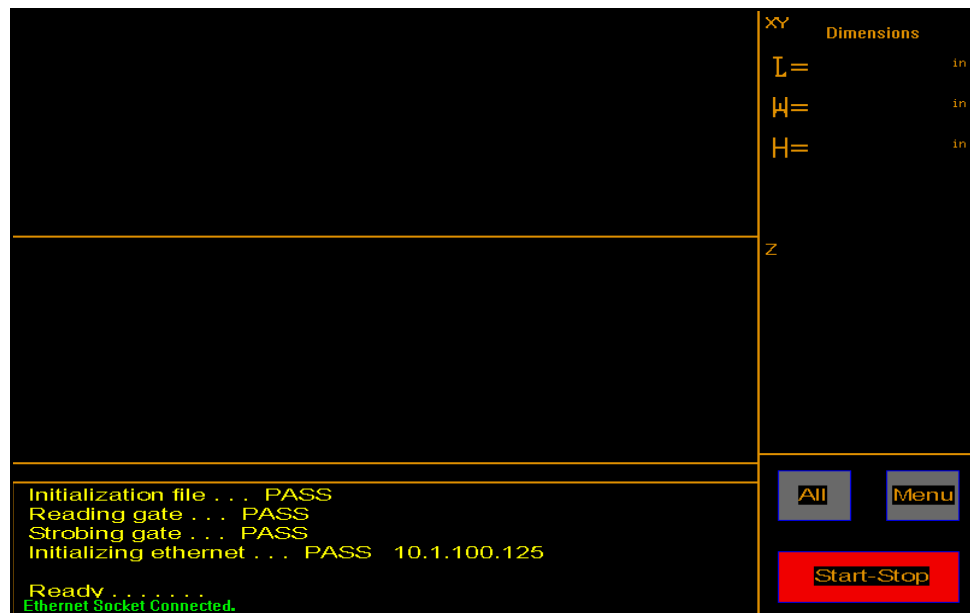 XY
Dimensions
L= in
W= in
H= in
Z
Initialization file . . . PASS
Reading gate . . . PASS
Strobing gate . . . PASS
Initializing ethernet . . . PASS 10.1.100.125
Ready . . . . . . .
Ethernet Socket Connected.
All Menu
Start-Stop